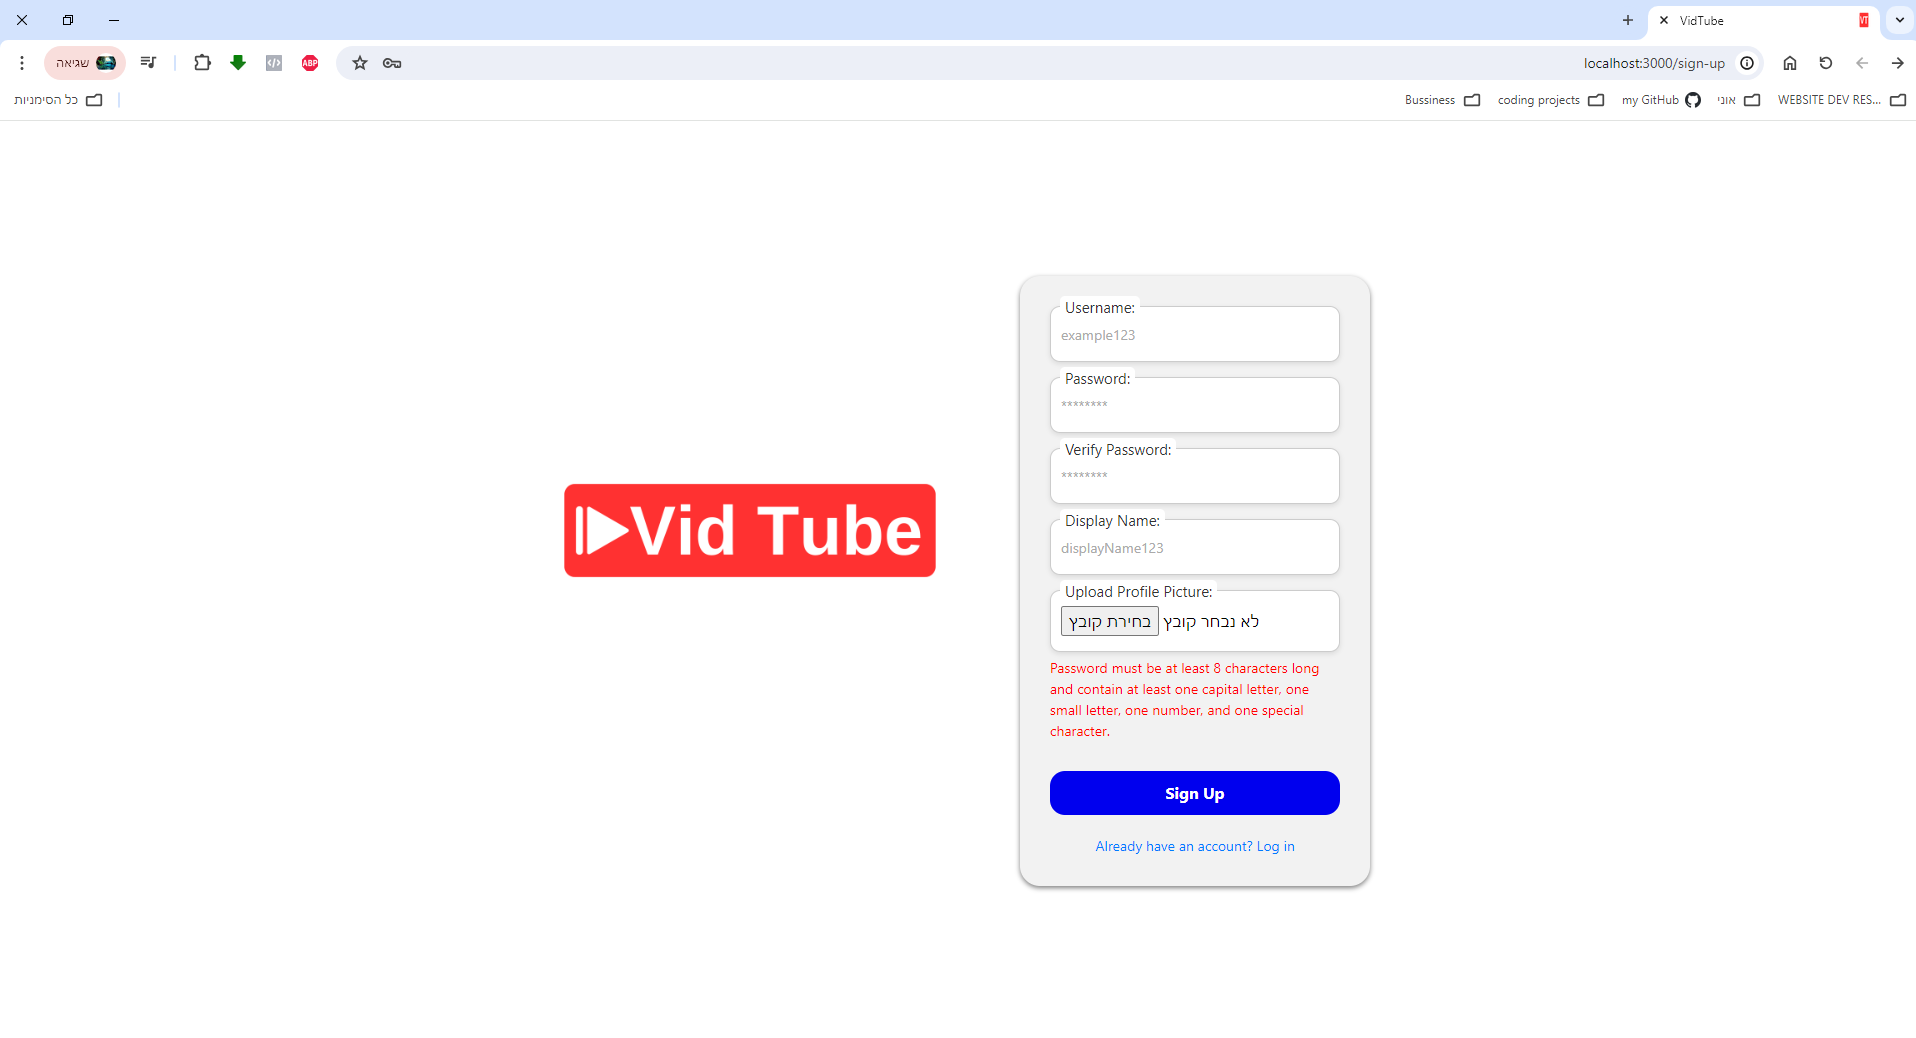 VidTube
שגיאה
ABP
localhost:3000/sign-up
כל הסימניות
Bussiness
coding projects
my GitHub
אוני
WEBSITE DEV RES...
Vid Tube
Username:
example123
Password:
********
Verify Password:
********
Display Name:
displayName123
Upload Profile Picture:
בחירת קובץ לא נבחר קובץ
Password must be at least 8 characters long
and contain at least one capital letter, one
small letter, one number, and one special
character.
Sign Up
Already have an account? Log in